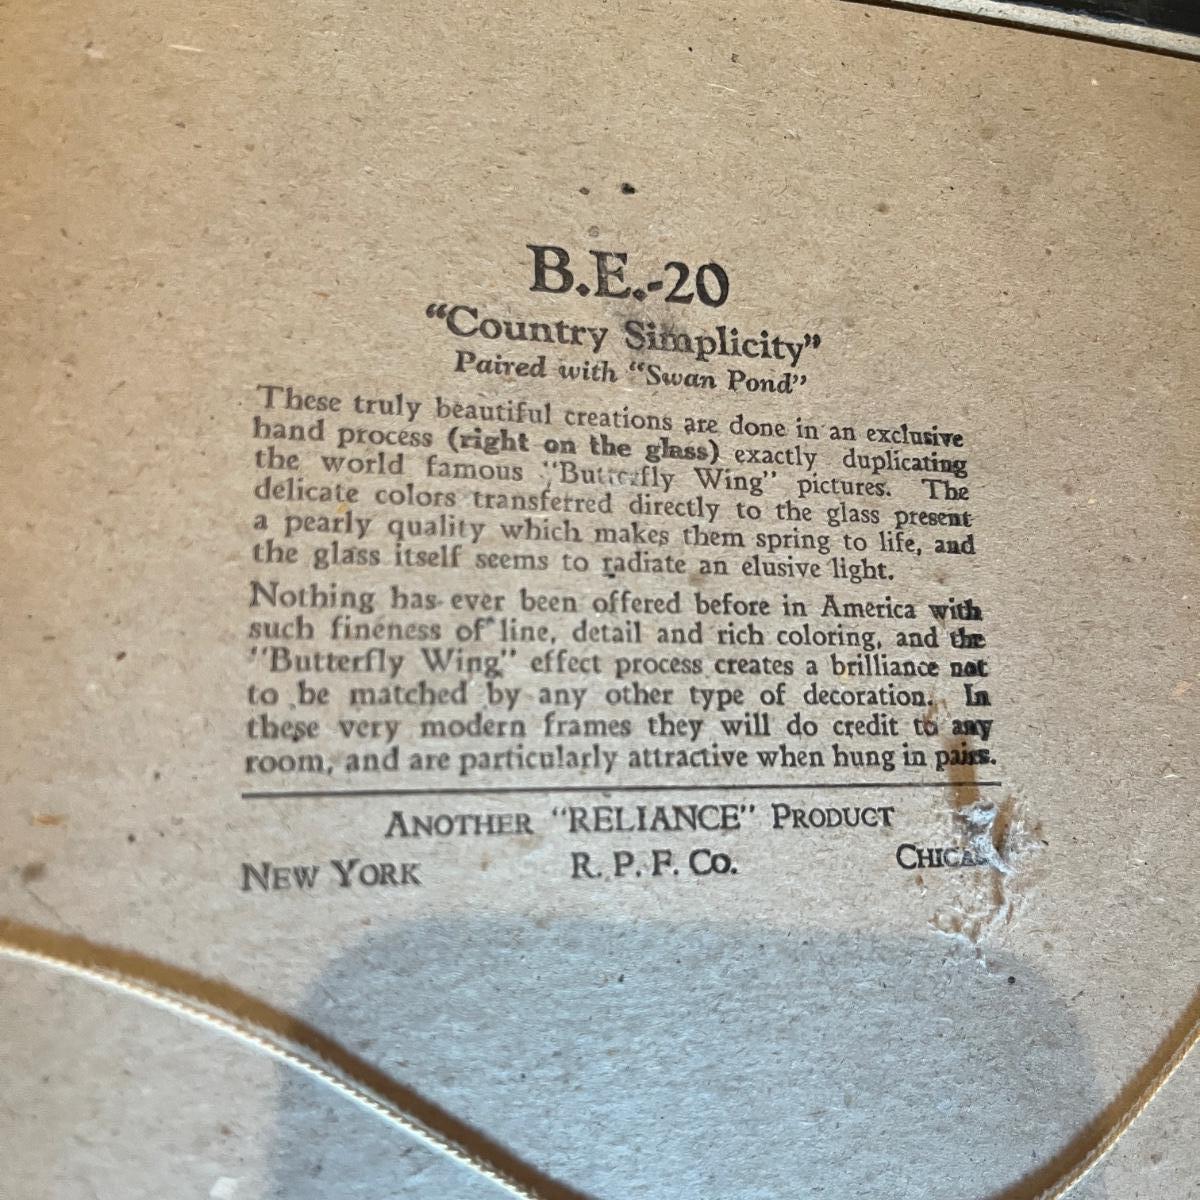 B.E.-20
“Country Simplicity”
Paired with “Swan Pond”
These truly beautiful creations are done in an exclusive
hand process (right on the glass) exactly duplicating
the world famous "Butterfly Wing" pictures. The
delicate colors transferred directly to the glass present
a pearly quality which makes them spring to life, and
the glass itself seems to radiate an elusive light.
Nothing has ever been offered before in America with
such fineness of line, detail and rich coloring, and the
"Butterfly Wing" effect process creates a brilliance not
to be matched by any other type of decoration. In
these very modern frames they will do credit to any
room, and are particularly attractive when hung in pairs.
ANOTHER "RELIANCE" PRODUCT
NEW YORK R. P. F. Co.